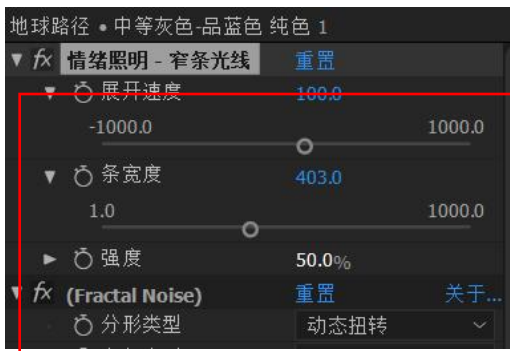 地球路径 • 中等灰色-品蓝色 纯色 1
fx 情绪照明 - 窄条光线 重置
展开速度 100.0
-1000.0 1000.0
条宽度 403.0
1.0 1000.0
强度 50.0%
fx (Fractal Noise) 重置 关于...
分形类型 动态扭转